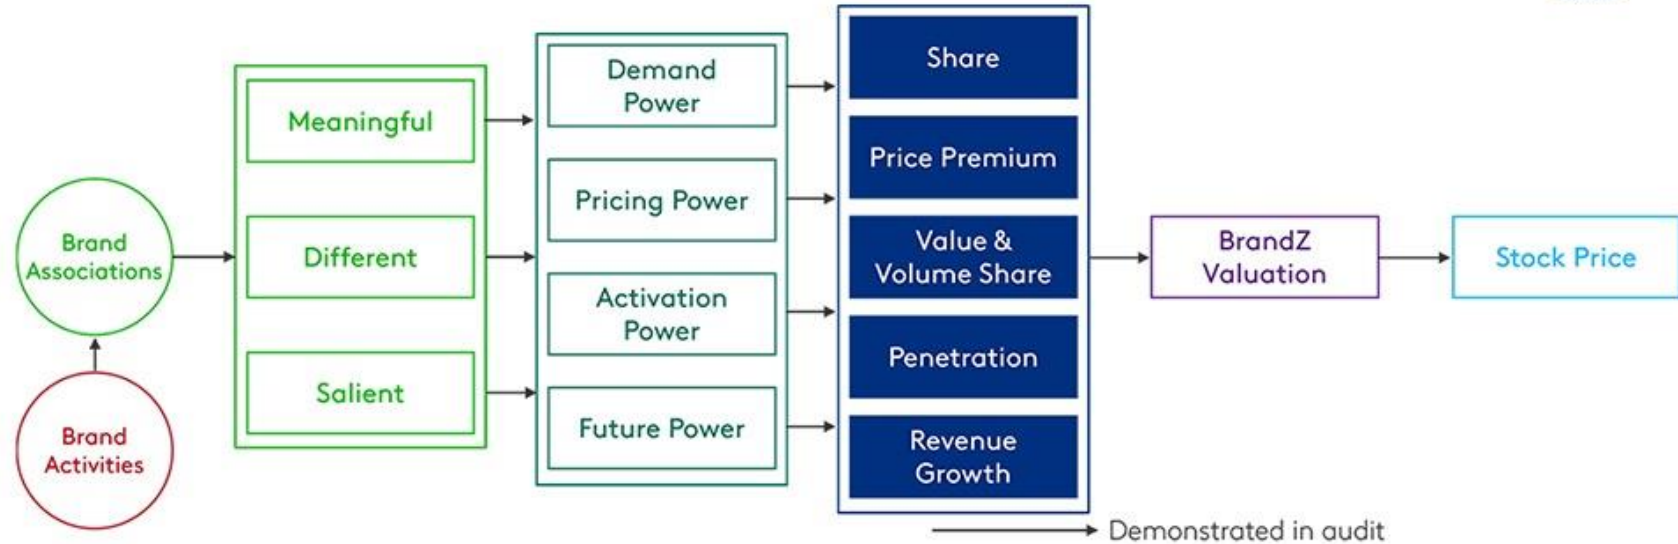 Brand
Associations
Brand
Activities
Meaningful
Different
Salient
Demand
Power
Pricing Power
Activation
Power
Future Power
Share
Price Premium
Value &
Volume Share
Penetration
Revenue
Growth
BrandZ
Valuation
Stock Price
Demonstrated in audit